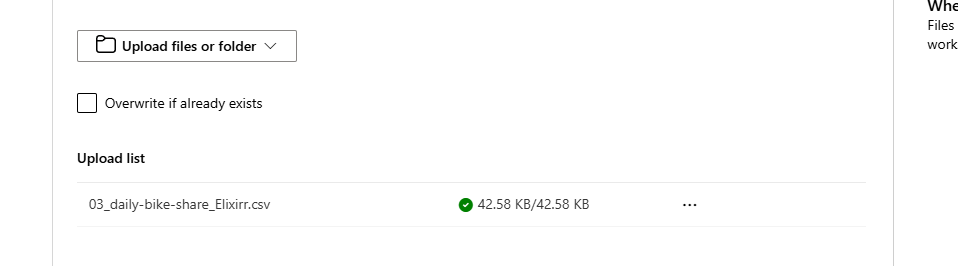 Whe
Files
work
Upload files or folder
Overwrite if already exists
Upload list
03_daily-bike-share_Elixirr.csv
42.58 KB/42.58 KB
...